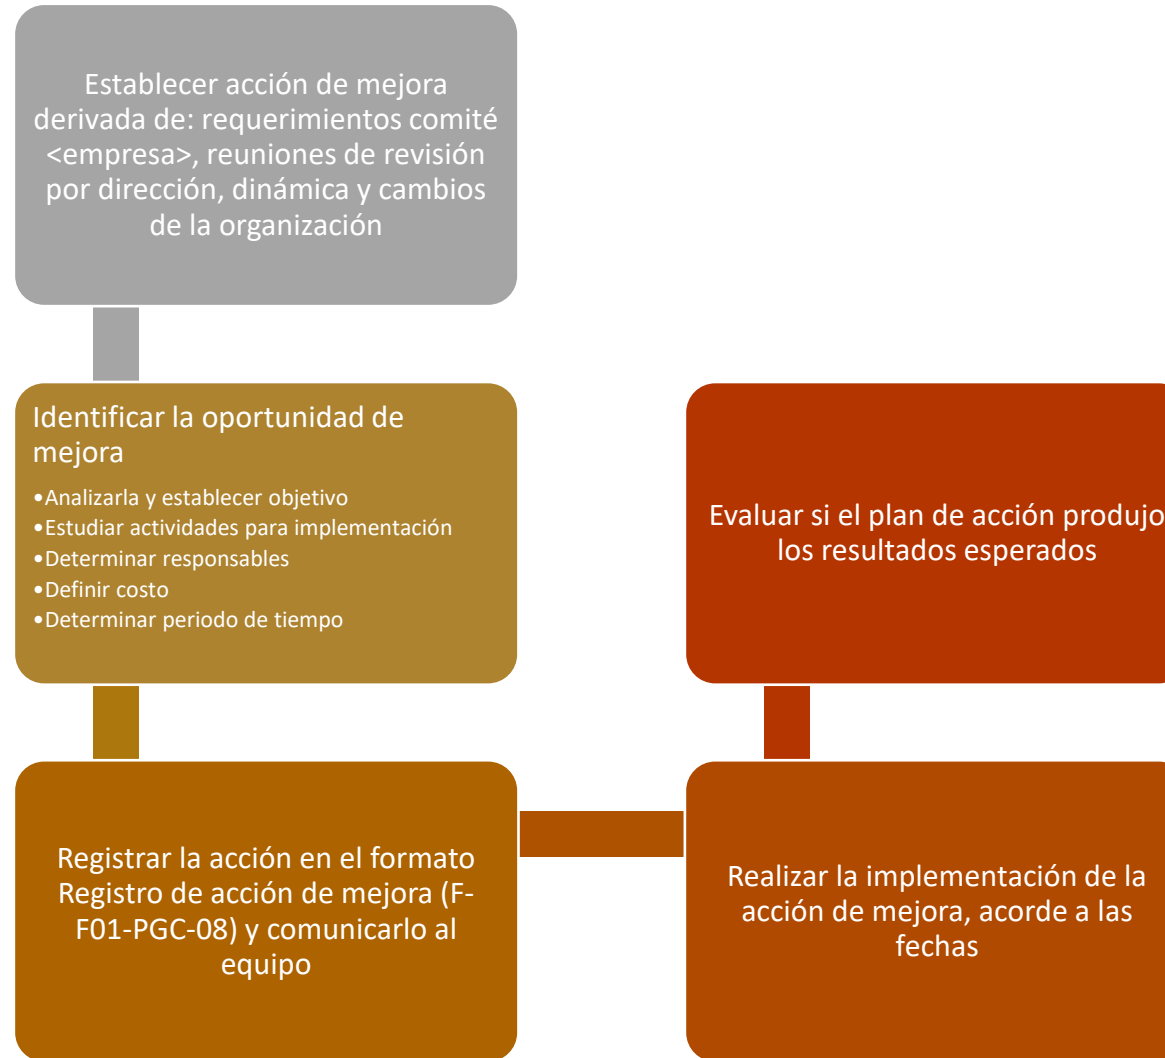 Establecer acción de mejora
derivada de: requerimientos comité
<empresa>, reuniones de revisión
por dirección, dinámica y cambios
de la organización
Identificar la oportunidad de
mejora
•Analizarla y establecer objetivo
•Estudiar actividades para implementación
•Determinar responsables
•Definir costo
•Determinar periodo de tiempo
Registrar la acción en el formato
Registro de acción de mejora (F-
F01-PGC-08) y comunicarlo al
equipo
Realizar la implementación de la
acción de mejora, acorde a las
fechas
Evaluar si el plan de acción produjo
los resultados esperados